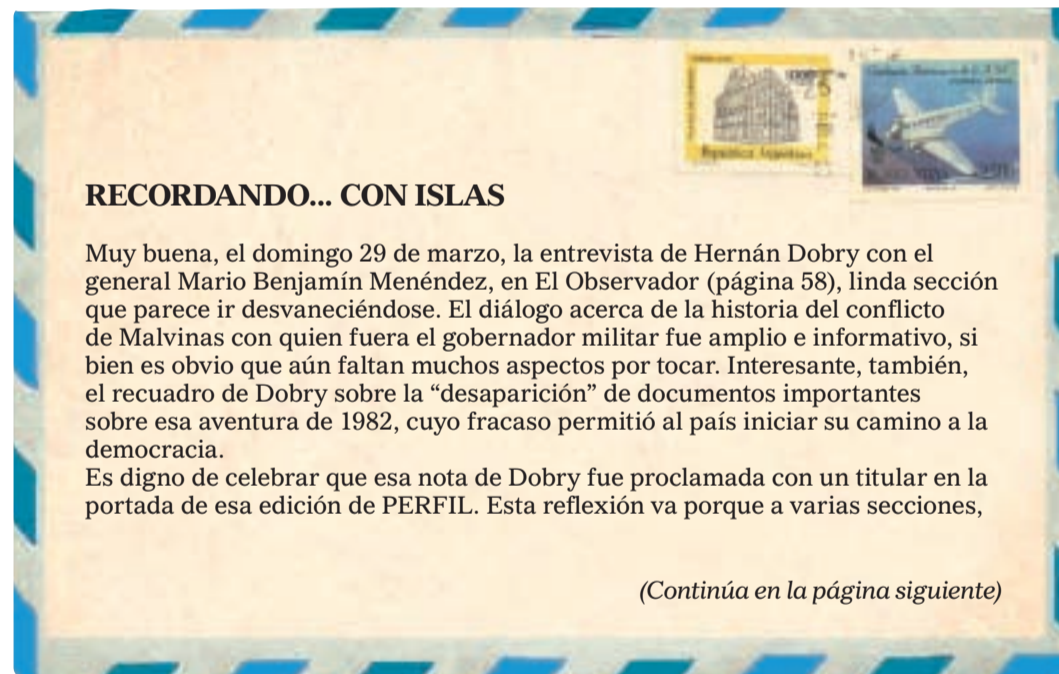 República Argentina
RECORDANDO... CON ISLAS
Muy buena, el domingo 29 de marzo, la entrevista de Hernán Dobry con el
general Mario Benjamín Menéndez, en El Observador (página 58), linda sección
que parece ir desvaneciéndose. El diálogo acerca de la historia del conflicto
de Malvinas con quien fuera el gobernador militar fue amplio e informativo, si
bien es obvio que aún faltan muchos aspectos por tocar. Interesante, también,
el recuadro de Dobry sobre la “desaparición” de documentos importantes
sobre esa aventura de 1982, cuyo fracaso permitió al país iniciar su camino a la
democracia.
Es digno de celebrar que esa nota de Dobry fue proclamada con un titular en la
portada de esa edición de PERFIL. Esta reflexión va porque a varias secciones,
(Continúa en la página siguiente)